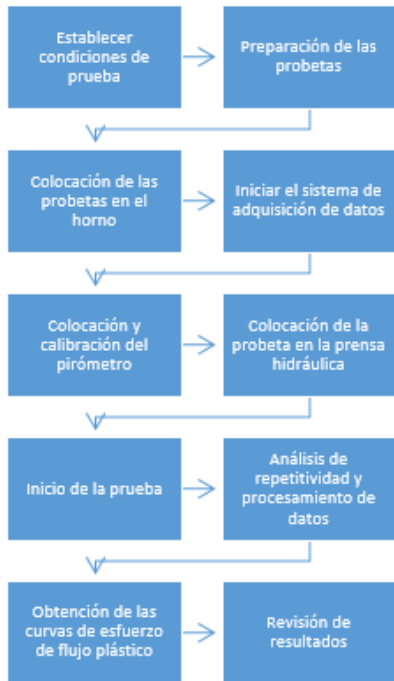 Establecer
condiciones de
prueba
Preparación de las
probetas
Colocación de las
probetas en el
horno
Iniciar el sistema de
adquisición de datos
Colocación y
calibración del
pirómetro
Colocación de la
probeta en la prensa
hidráulica
Inicio de la prueba
Análisis de
repetitividad y
procesamiento de
datos
Obtención de las
curvas de esfuerzo
de flujo plástico
Revisión de
resultados